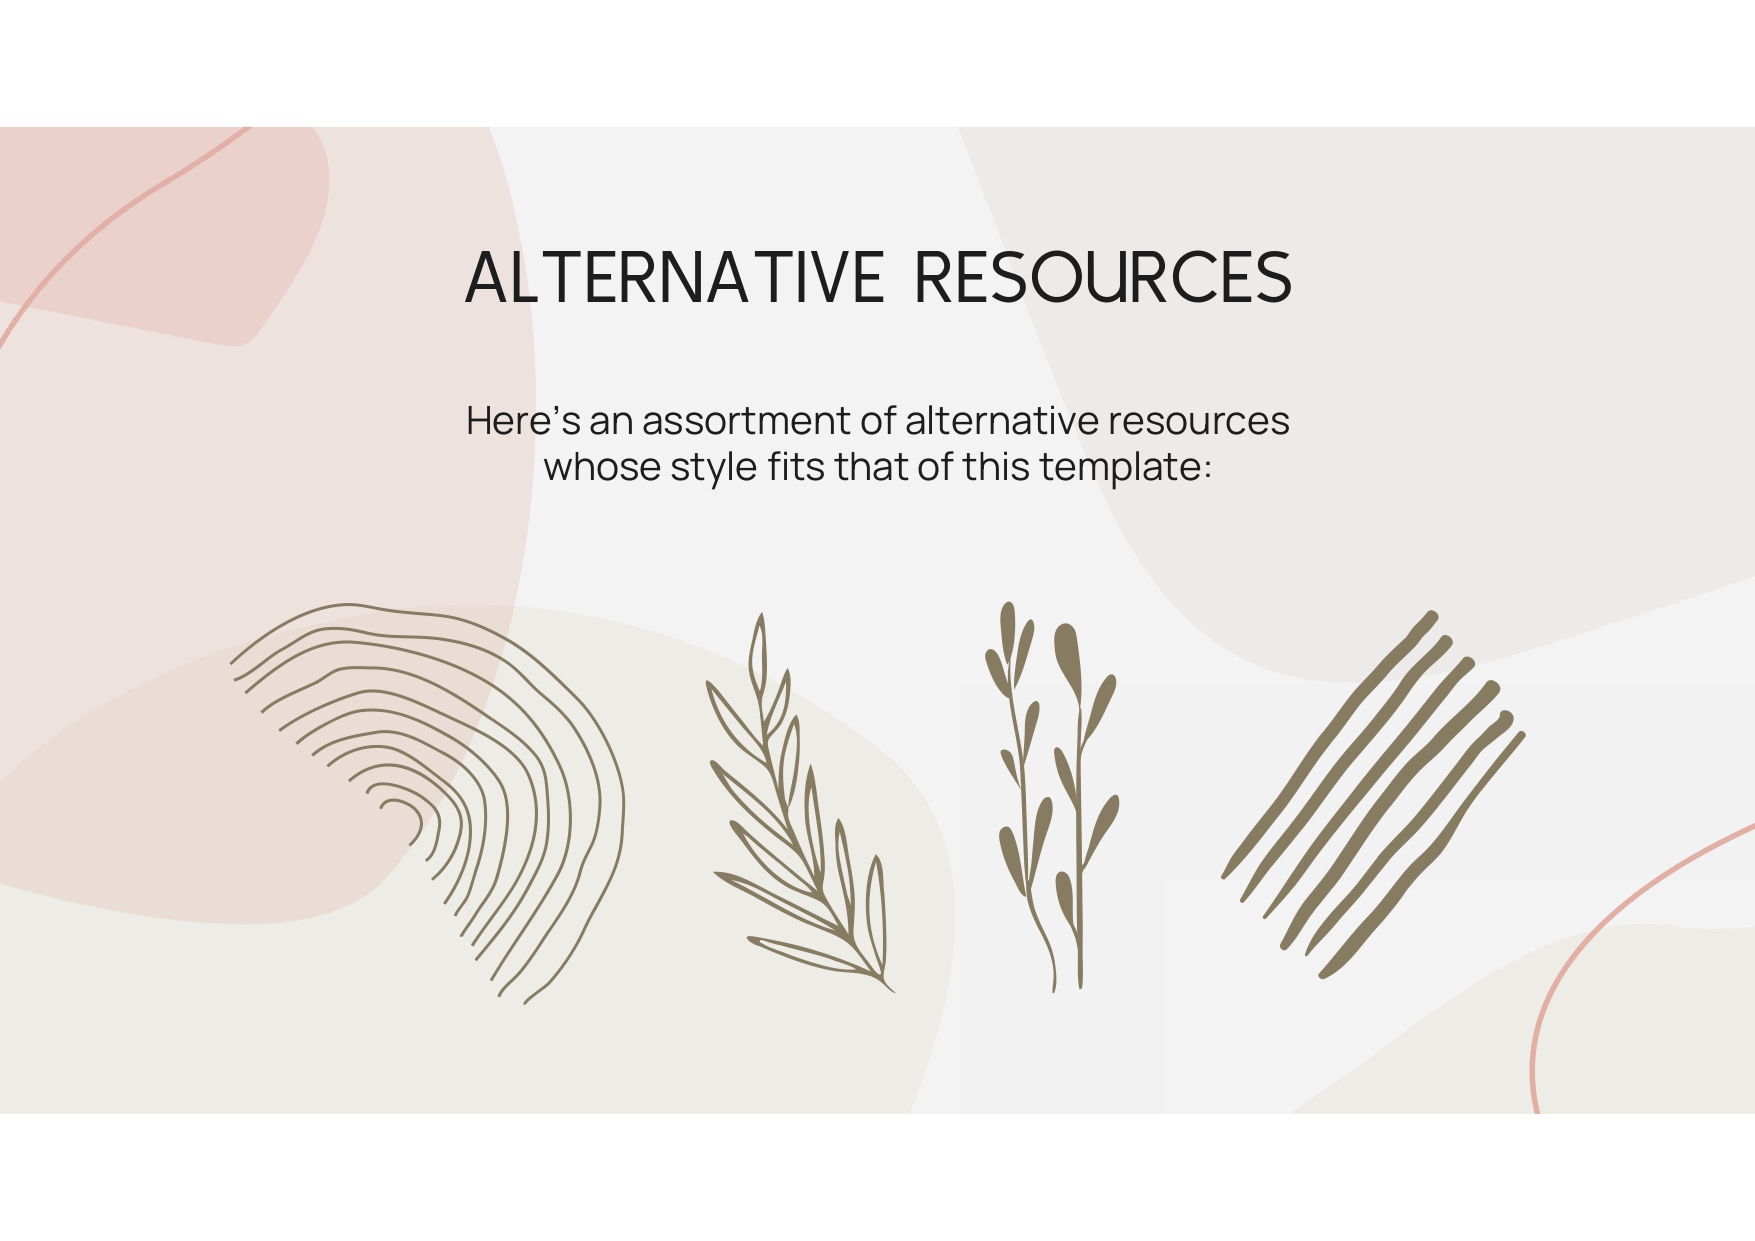 ALTERNATIVE RESOURCES
Here’s an assortment of alternative resources
whose style fits that of this template: